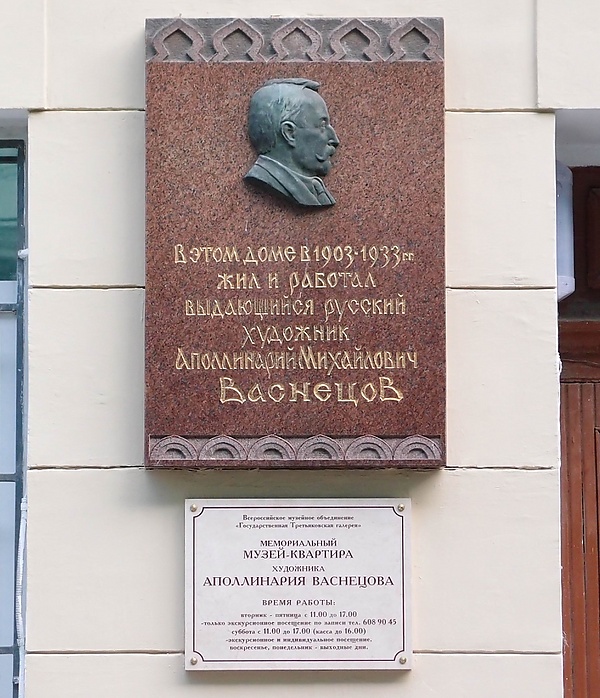 В ЭТОМ ДОМЕ В 1903-1933 гг.
ЖИЛ И РАБОТАЛ
ВЫДАЮЩИЙСЯ РУССКИЙ
ХУДОЖНИК
АПОЛЛИНАРИЙ МИХАЙЛОВИЧ
ВАСНЕЦОВ
Всероссийское музейное объединение
«Государственная Третьяковская галерея»
МЕМОРИАЛЬНЫЙ
МУЗЕЙ-КВАРТИРА
ХУДОЖНИКА
АПОЛЛИНАРИЯ ВАСНЕЦОВА
ВРЕМЯ РАБОТЫ:
вторник - пятница с 11.00 до 17.00
-только экскурсионное посещение по записи тел. 608 90 45
суббота с 11.00 до 17.00 (касса до 16.00)
-экскурсионное и индивидуальное посещение,
воскресенье, понедельник - выходные дни.